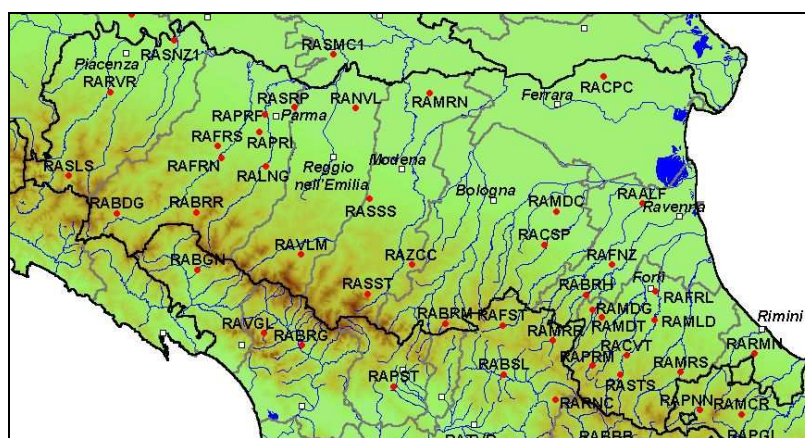 RASNZ1
RASMC1
Piacenza
RARVR
RACPC
RASRP
RANVL
RAMRN
Ferrara
RAPRF
Parma
RAFRS
RAPRI
RAFRN
RALNG
Reggio
nell'Emilia
Modena
RASLS
Bologna
RABDG
RABRR
RASSS
RAMDC
RAALF
Ravenna
RACSP
RAVLM
RAZCC
RAFNZ
RABGN
RASST
RABRH
Forlì
RAFRL
RABRM
RAFST
RAMDG
RAMDT
RAMLD
Rimini
RAVGL
RABRG
RAMRR
RACVT
RARMN
RAPRM
RAPST
RABSL
RASTS
RAMRS
RARNC
RAPNN
RAMCR